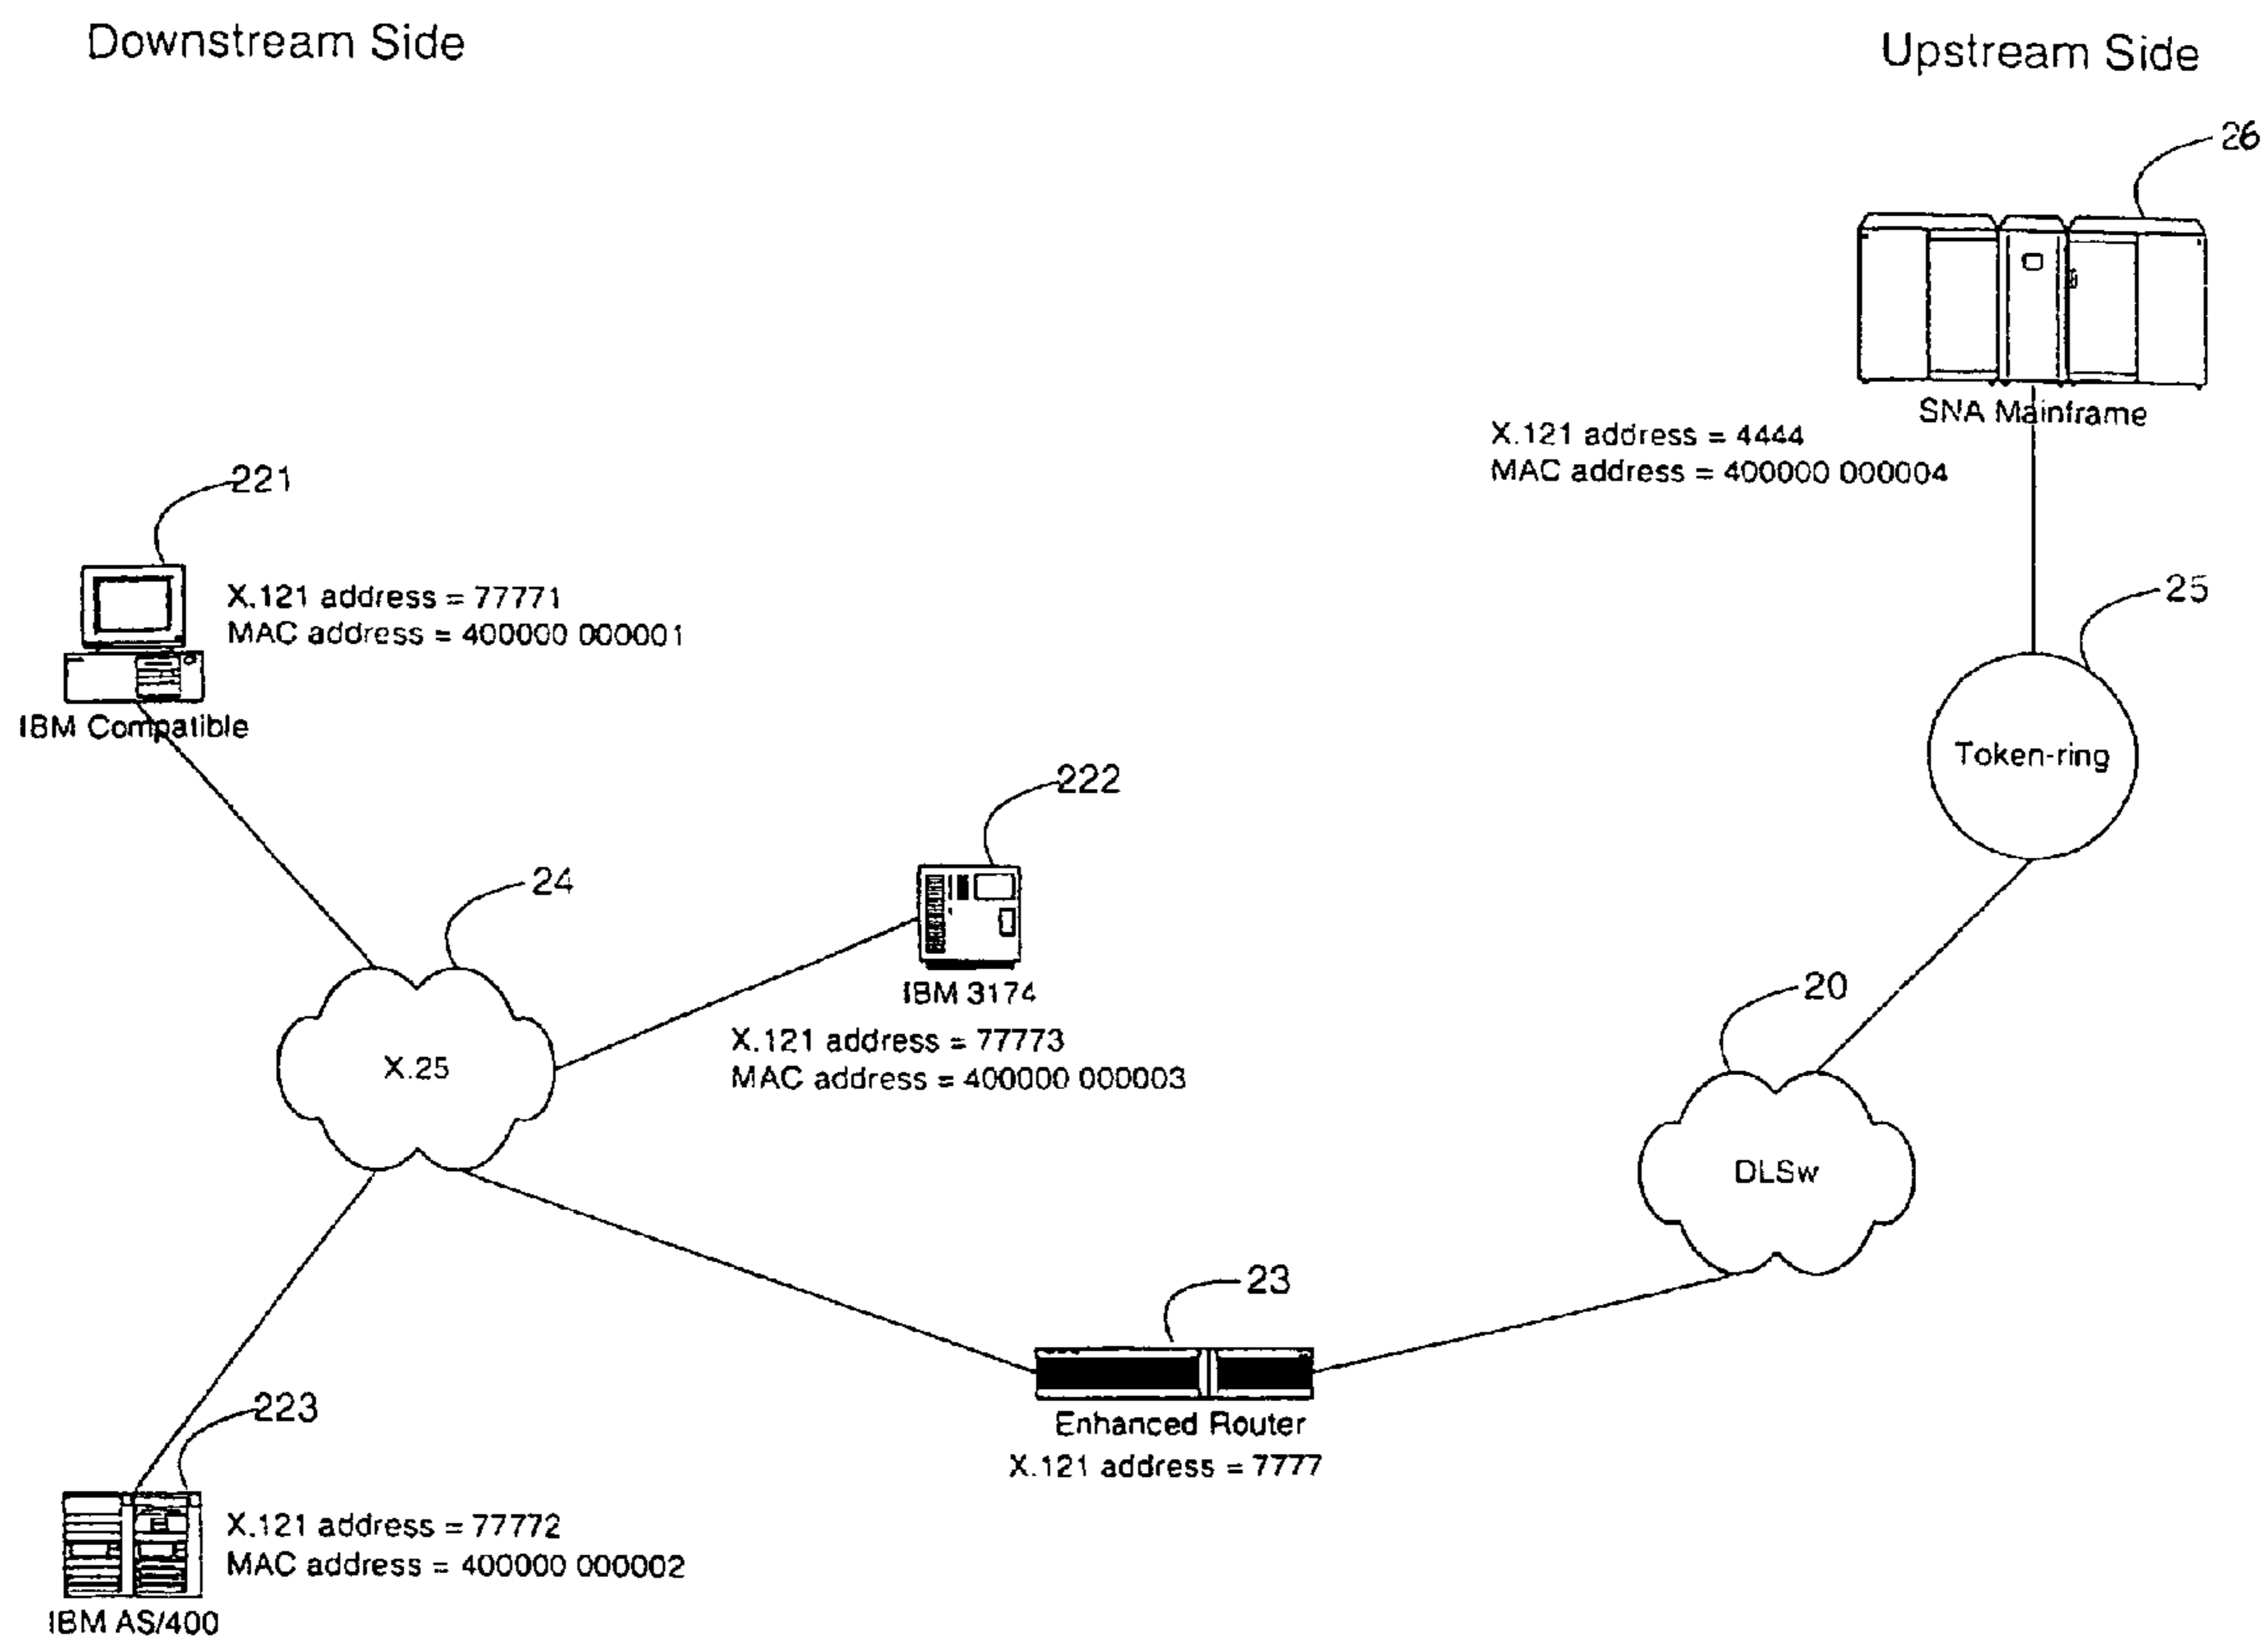 Downstream Side
Upstream Side
26
SNA Mainframe
X.121 address = 4444
MAC address = 400000 000004
221
X.121 address = 77771
MAC address = 400000 000001
IBM Compatible
25
Token-ring
222
IBM 3174
X.121 address = 77773
MAC address = 400000 000003
24
X.25
20
DLSw
23
Enhanced Router
X.121 address = 7777
223
X.121 address = 77772
MAC address = 400000 000002
IBM AS/400